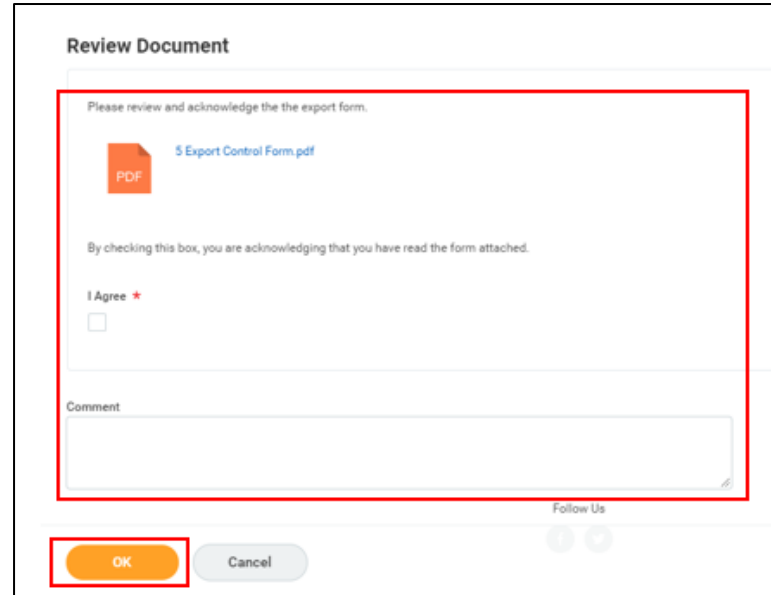 Review Document
Please review and acknowledge the the export form.
PDF
5 Export Control Form.pdf
By checking this box, you are acknowledging that you have read the form attached.
I Agree *
Comment
Follow Us
OK
Cancel